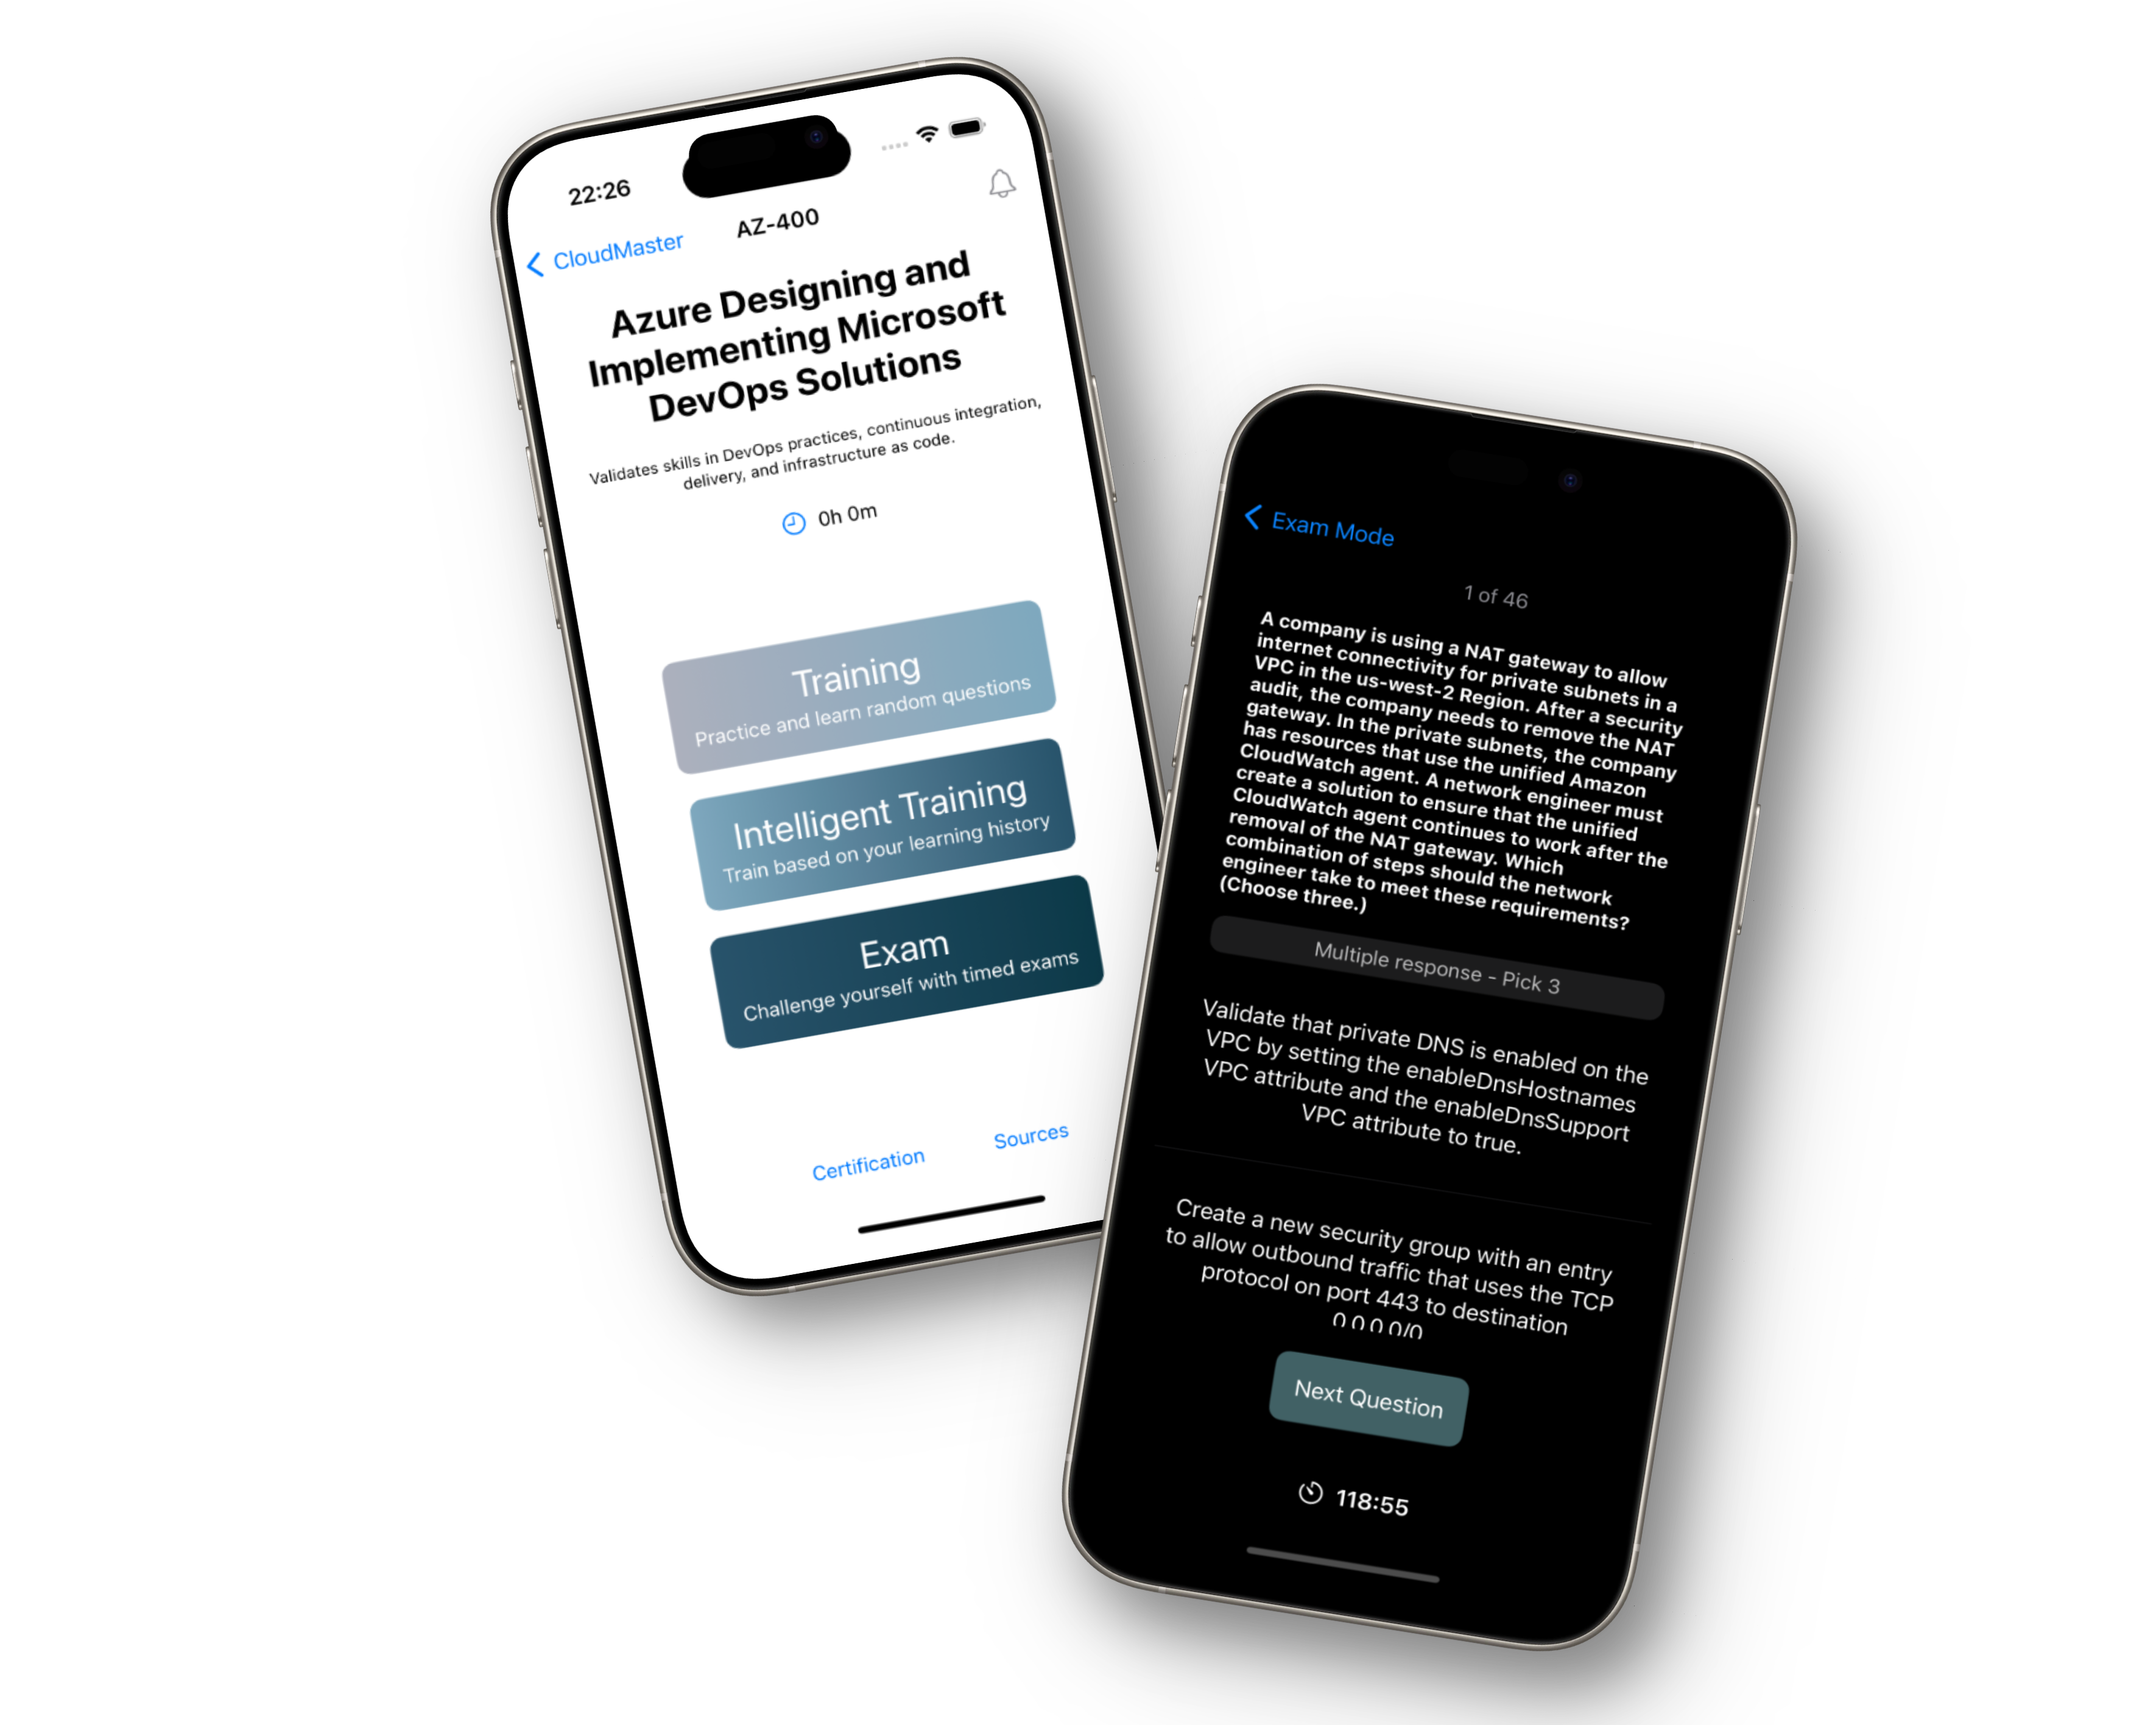 22:26
CloudMaster
AZ-400
Azure Designing and
Implementing Microsoft
DevOps Solutions
Validates skills in DevOps practices, continuous integration,
delivery, and infrastructure as code.
0h 0m
Training
Practice and learn random questions
Intelligent Training
Train based on your learning history
Exam
Challenge yourself with timed exams
Certification
Sources
Exam Mode
1 of 46
A company is using a NAT gateway to allow
internet connectivity for private subnets in a
VPC in the us-west-2 Region. After a security
audit, the company needs to remove the NAT
gateway. In the private subnets, the company
has resources that use the unified Amazon
CloudWatch agent. A network engineer must
create a solution to ensure that the unified
CloudWatch agent continues to work after the
removal of the NAT gateway. Which
combination of steps should the network
engineer take to meet these requirements?
(Choose three.)
Multiple response - Pick 3
Validate that private DNS is enabled on the
VPC by setting the enableDnsHostnames
VPC attribute and the enableDnsSupport
VPC attribute to true.
Create a new security group with an entry
to allow outbound traffic that uses the TCP
protocol on port 443 to destination
0.0.0.0/0
Next Question
118:55